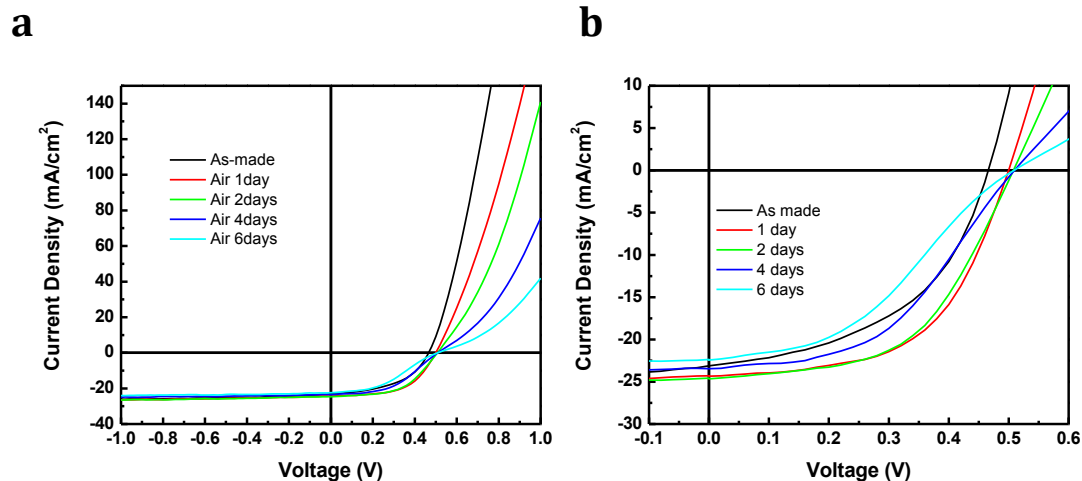 a
140
120
100
80
60
40
20
0
-20
-40
-1.0 -0.8 -0.6 -0.4 -0.2 0.0 0.2 0.4 0.6 0.8 1.0
Voltage (V)
Current Density (mA/cm²)
As-made
Air 1day
Air 2days
Air 4days
Air 6days
b
10
5
0
-5
-10
-15
-20
-25
-30
-0.1 0.0 0.1 0.2 0.3 0.4 0.5 0.6
Voltage (V)
Current Density (mA/cm²)
As made
1 day
2 days
4 days
6 days